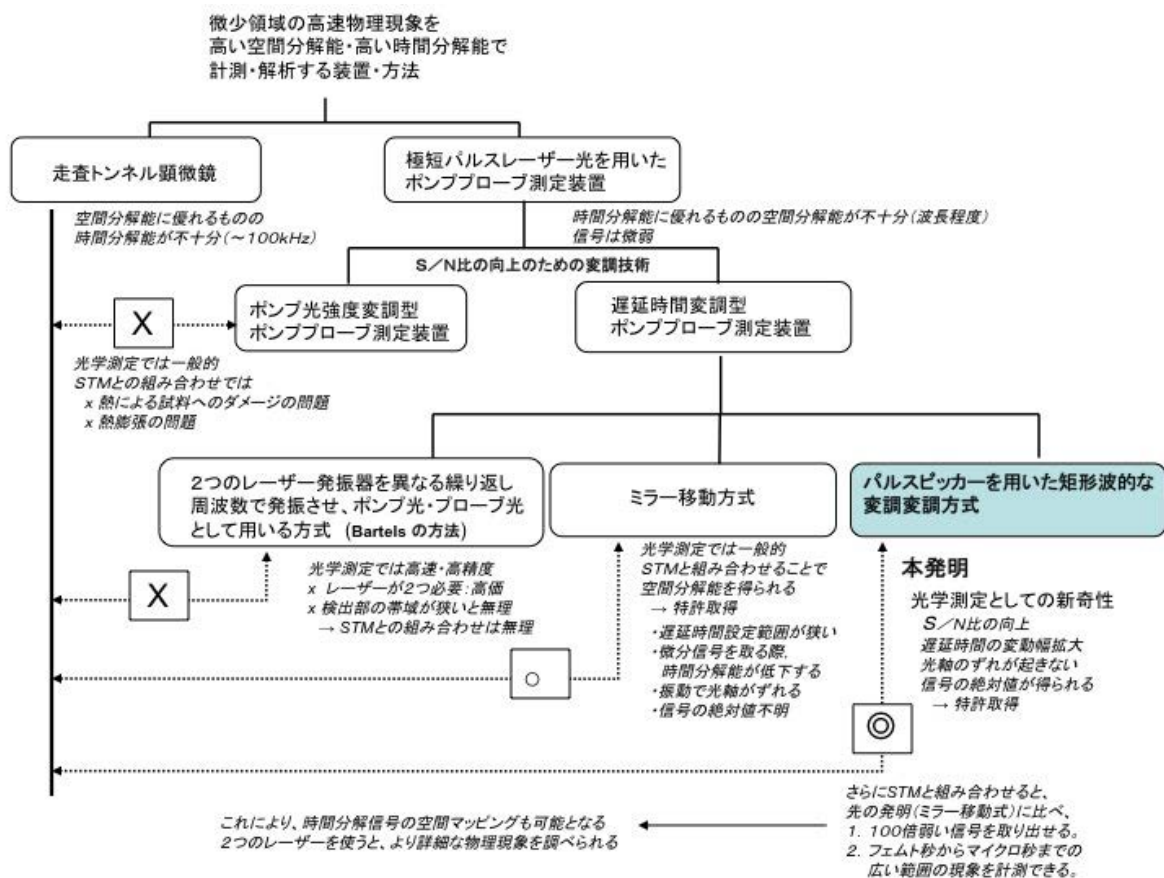 微少領域の高速物理現象を
高い空間分解能・高い時間分解能で
計測・解析する装置・方法
走査トンネル顕微鏡
極短パルスレーザー光を用いた
ポンププローブ測定装置
空間分解能に優れるものの
時間分解能が不十分(～100kHz)
時間分解能に優れるものの空間分解能が不十分(波長程度)
信号は微弱
S/N比の向上のための変調技術
X
ポンプ光強度変調型
ポンププローブ測定装置
遅延時間変調型
ポンププローブ測定装置
光学測定では一般的
STMとの組み合わせでは
x 熱による試料へのダメージの問題
x 熱膨張の問題
2つのレーザー発振器を異なる繰り返し
周波数で発振させ、ポンプ光・プローブ光
として用いる方式 (Bartels の方法)
ミラー移動方式
パルスピッカーを用いた矩形波的な
変調変調方式
X
光学測定では高速・高精度
x レーザーが2つ必要:高価
x 検出部の帯域が狭いと無理
→ STMとの組み合わせは無理
光学測定では一般的
STMと組み合わせることで
空間分解能を得られる
→ 特許取得
・遅延時間設定範囲が狭い
・微分信号を取る際、
時間分解能が低下する
・振動で光軸がずれる
・信号の絶対値不明
○
本発明
光学測定としての新奇性
S/N比の向上
遅延時間の変動幅拡大
光軸のずれが起きない
信号の絶対値が得られる
→ 特許取得
◎
さらにSTMと組み合わせると、
先の発明(ミラー移動式)に比べ、
1. 100倍弱い信号を取り出せる。
2. フェムト秒からマイクロ秒までの
広い範囲の現象を計測できる。
これにより、時間分解信号の空間マッピングも可能となる
2つのレーザーを使うと、より詳細な物理現象を調べられる